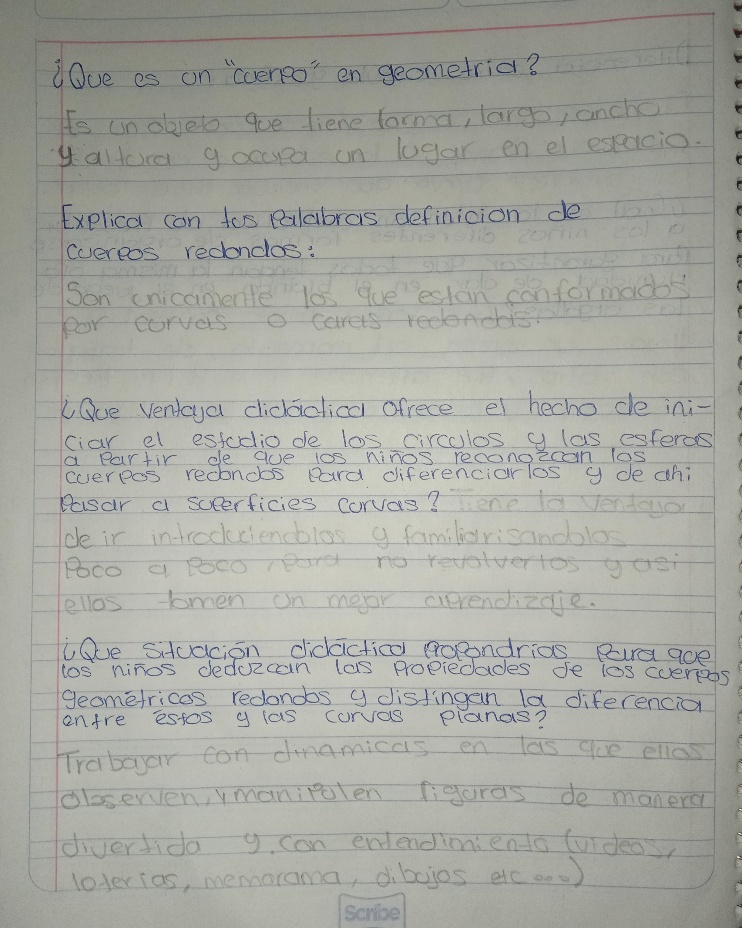 ¿Que es un "cuerpo" en geometria?
Es un objeto que tiene forma, largo, ancho
y altura y ocupa un lugar en el espacio.
Explica con tus palabras definicion de
cuerpos redondos:
Son unicamente los que estan conformados
por curvas o caras redondas.
¿Que ventaja didáctica ofrece el hecho de ini-
ciar el estudio de los circulos y las esferas
a partir de que los niños reconozcan los
cuerpos redondos para diferenciarlos y de ahi
pasar a superficies curvas? Tiene la ventaja
de ir introduciendolos y familiarisandolos
poco a poco, para no revolverlos y asi
ellos tomen un mejor aprendizaje.
¿Que situación didáctica propondrias para que
los niños deduzcan las propiedades de los cuerpos
geométricos redondos y distingan la diferencia
entre éstos y las curvas planas?
Trabajar con dinamicas en las que ellos
observen, y manipulen figuras de manera
divertida y con entendimiento (videos,
loterias, memorama, dibujos etc...)
Scribe